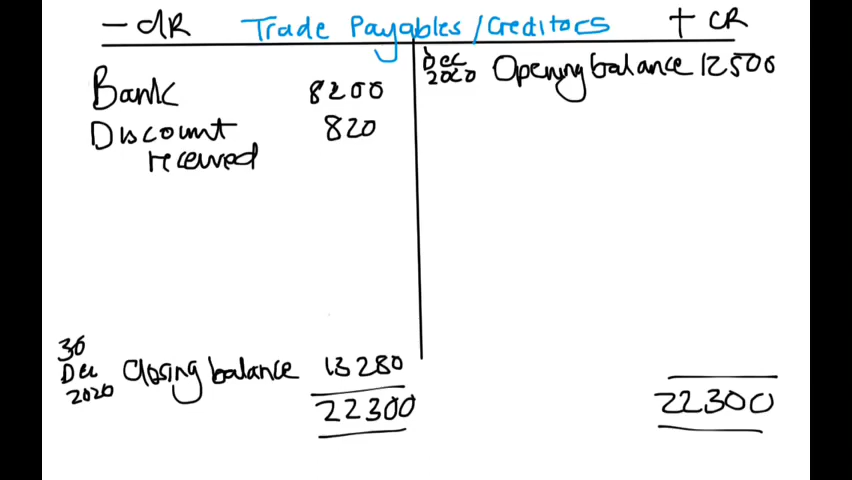 - dR Trade Payables/Creditors + CR
Bank 8200
Discount 820
received
Dec
2020 Opening balance 12500
30
Dec
2020 Closing balance 13280
22300
22300